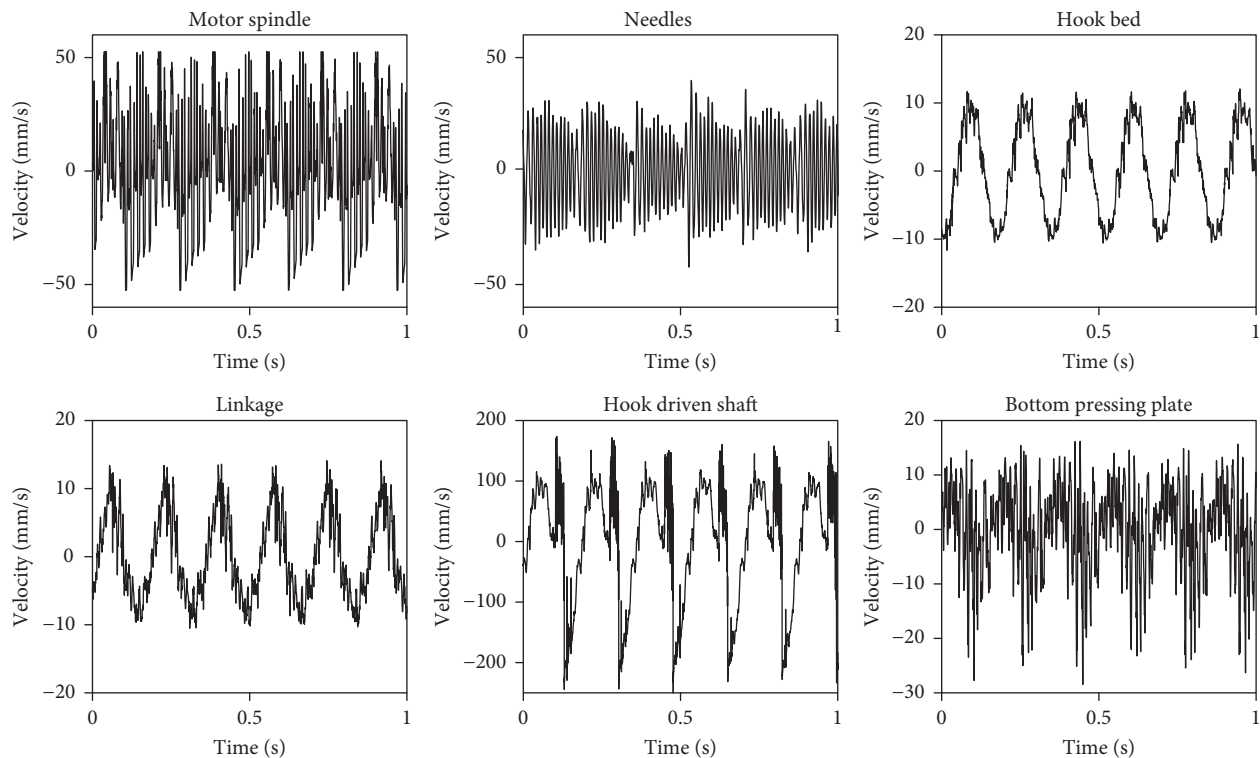 Motor spindle
50
0
−50
Velocity (mm/s)
0
0.5
1
Time (s)
Needles
50
0
−50
Velocity (mm/s)
0
0.5
1
Time (s)
Hook bed
20
10
0
−10
−20
Velocity (mm/s)
0
0.5
1
Time (s)
Linkage
20
10
0
−10
−20
Velocity (mm/s)
0
0.5
1
Time (s)
Hook driven shaft
200
100
0
−100
−200
Velocity (mm/s)
0
0.5
1
Time (s)
Bottom pressing plate
20
10
0
−10
−20
−30
Velocity (mm/s)
0
0.5
1
Time (s)